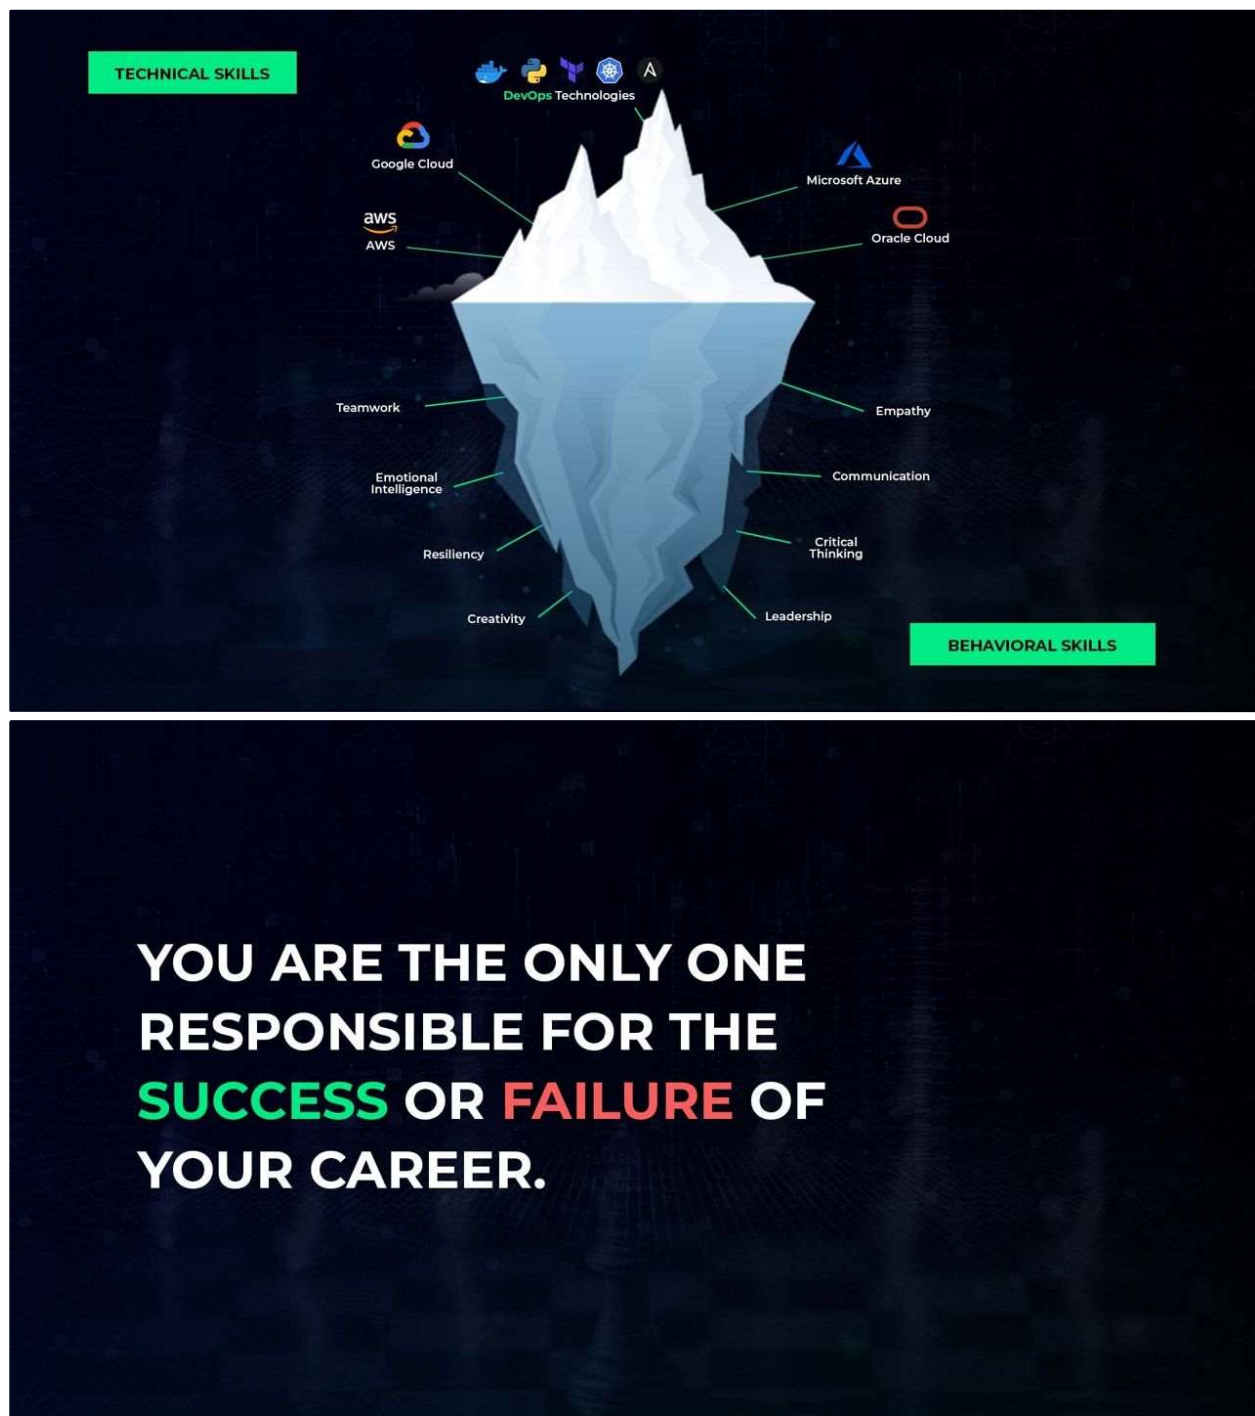 TECHNICAL SKILLS
DevOps Technologies
Google Cloud
Microsoft Azure
aws
AWS
Oracle Cloud
Teamwork
Empathy
Emotional
Intelligence
Communication
Resiliency
Critical
Thinking
Creativity
Leadership
BEHAVIORAL SKILLS
YOU ARE THE ONLY ONE
RESPONSIBLE FOR THE
SUCCESS OR FAILURE OF
YOUR CAREER.